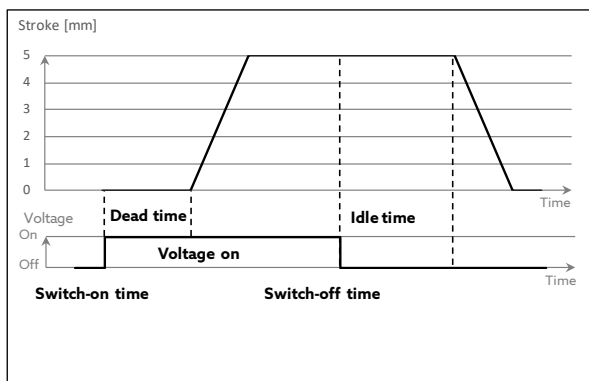 Stroke [mm]
5
4
3
2
1
0
Time
Voltage
Dead time
Idle time
On
Voltage on
Off
Time
Switch-on time
Switch-off time